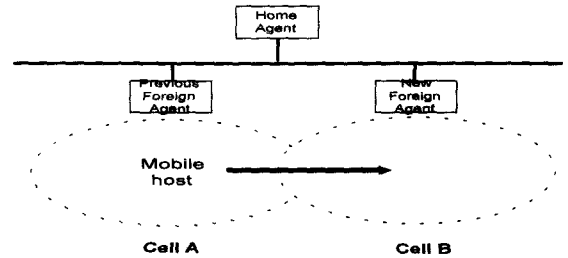 Home
Agent
Previous
Foreign
Agent
New
Foreign
Agent
Mobile
host
Cell A
Cell B